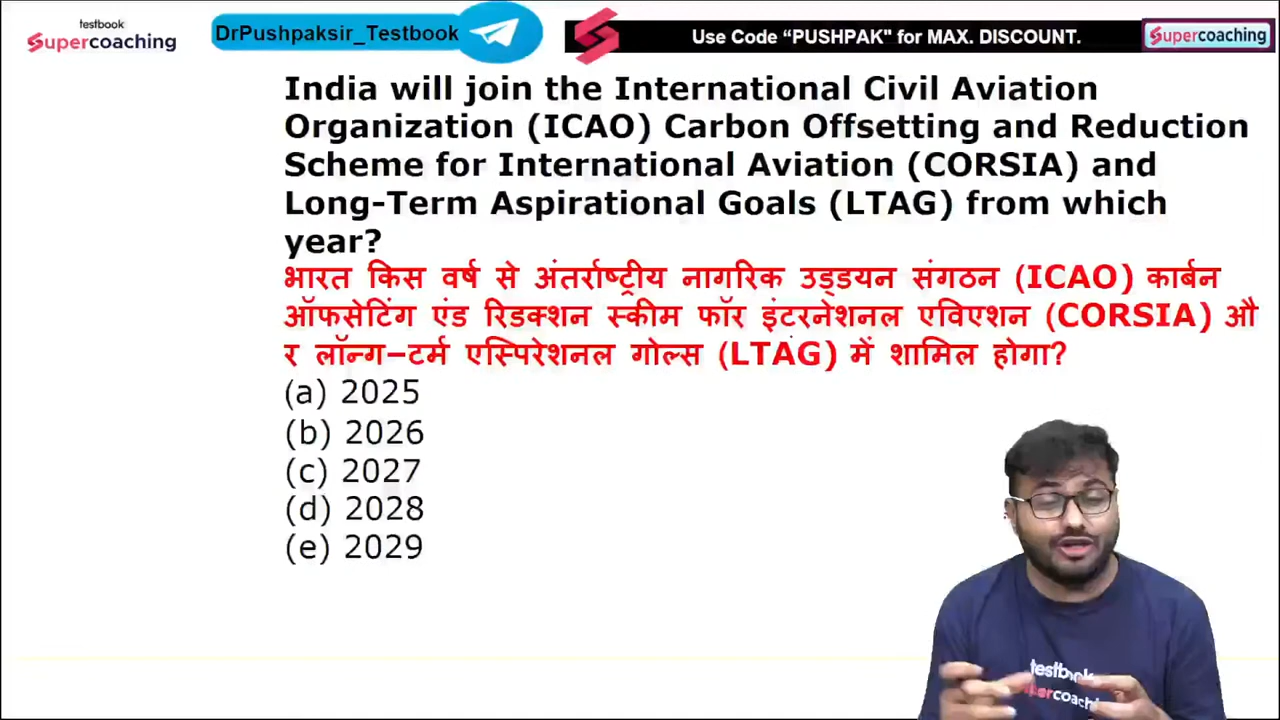 testbook
Supercoaching
DrPushpaksir_Testbook
Use Code “PUSHPAK" for MAX. DISCOUNT.
Supercoaching
India will join the International Civil Aviation
Organization (ICAO) Carbon Offsetting and Reduction
Scheme for International Aviation (CORSIA) and
Long-Term Aspirational Goals (LTAG) from which
year?
भारत किस वर्ष से अंतर्राष्ट्रीय नागरिक उड्डयन संगठन (ICAO) कार्बन
ऑफसेटिंग एंड रिडक्शन स्कीम फॉर इंटरनेशनल एविएशन (CORSIA) औ
र लॉन्ग–टर्म एस्पिरेशनल गोल्स (LTAG) में शामिल होगा?
(a) 2025
(b) 2026
(c) 2027
(d) 2028
(e) 2029
testbook
Supercoaching